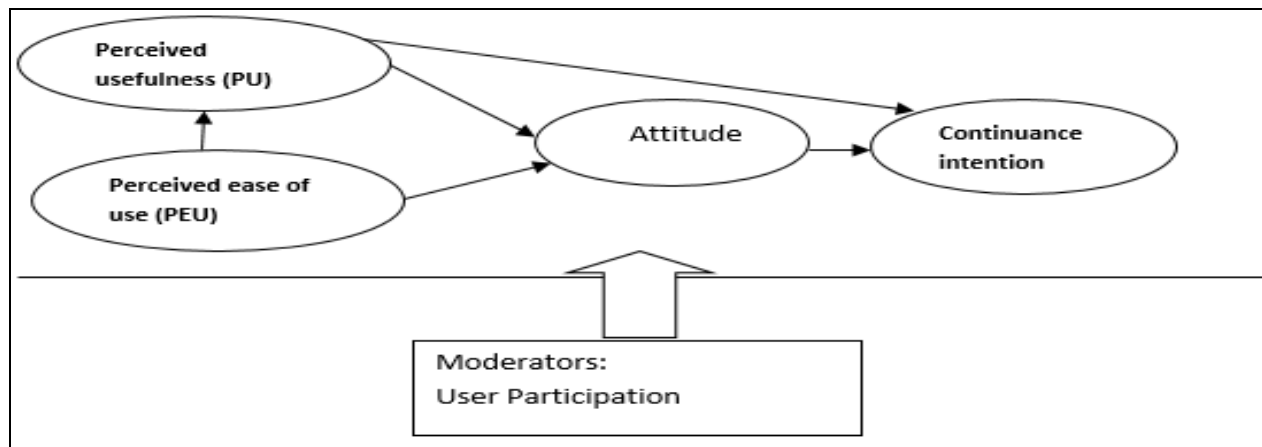 Perceived
usefulness (PU)
Attitude
Continuance
intention
Perceived ease of
use (PEU)
Moderators:
User Participation